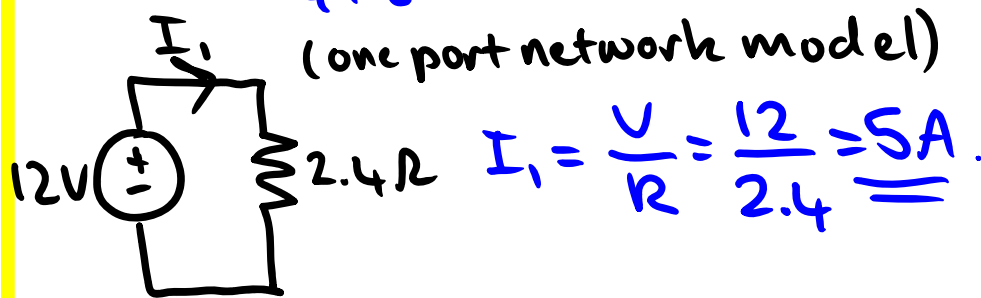 I₁
(one port network model)
12V
+
-
2.4Ω
I₁ = V/R = 12/2.4 = 5A.